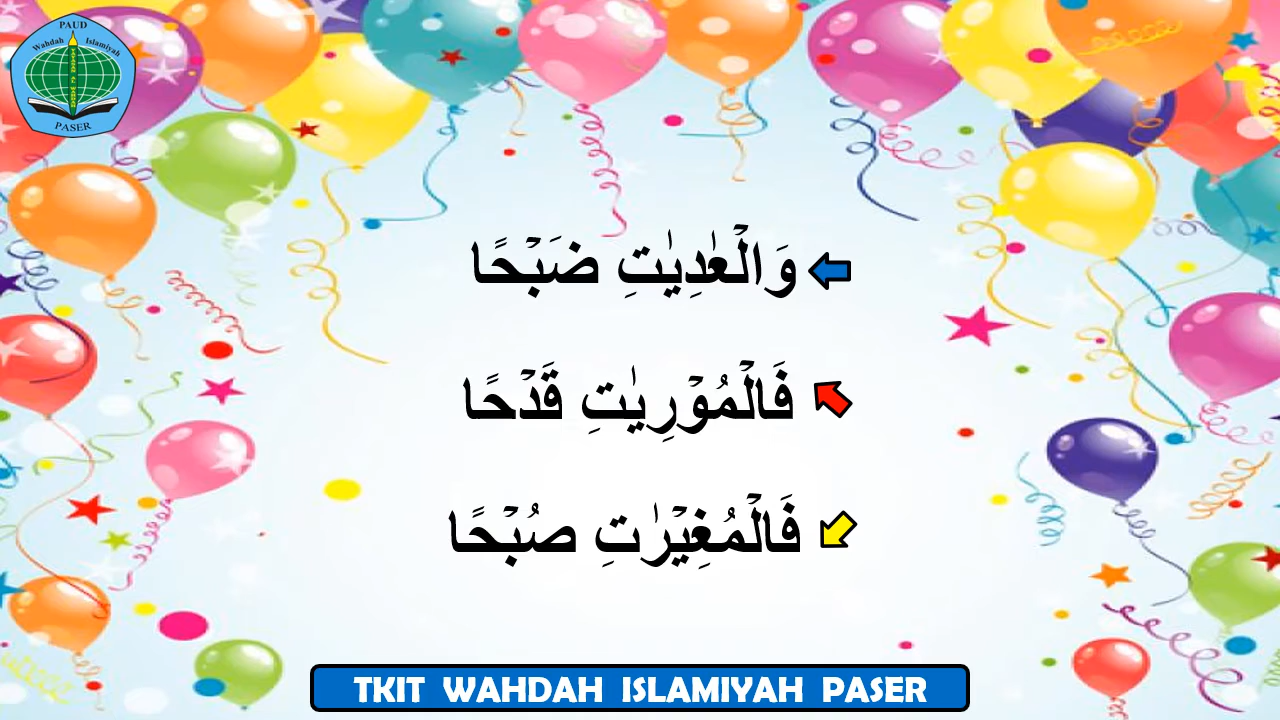 PAUD
Wahdah Islamiyah
PASER
وَالْعٰدِيٰتِ ضَبْحًا
فَالْمُوْرِيٰتِ قَدْحًا
فَالْمُغِيْرٰتِ صُبْحًا
TKIT WAHDAH ISLAMIYAH PASER